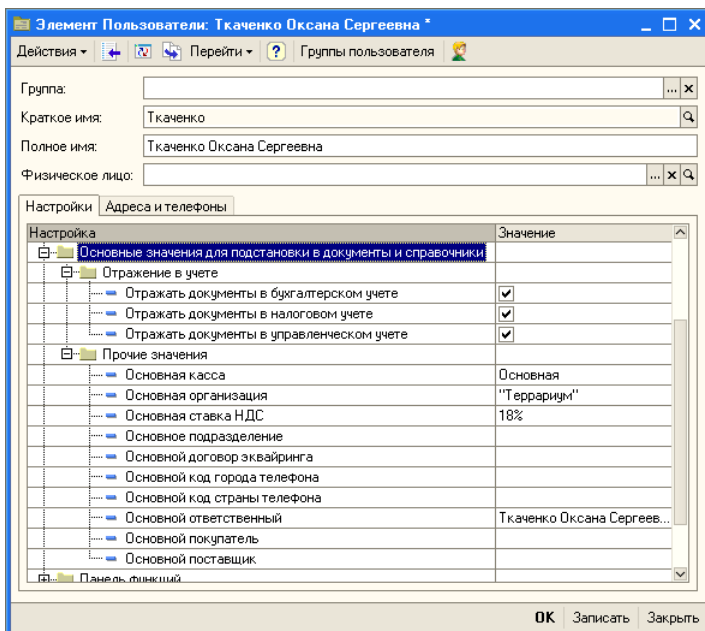 Элемент Пользователи: Ткаченко Оксана Сергеевна *
Действия Перейти ? Группы пользователя
Группа: ... x
Краткое имя: Ткаченко
Полное имя: Ткаченко Оксана Сергеевна
Физическое лицо: ... x
Настройки Адреса и телефоны
Настройка Значение
Основные значения для подстановки в документы и справочники
Отражение в учете
Отражать документы в бухгалтерском учете
Отражать документы в налоговом учете
Отражать документы в управленческом учете
Прочие значения
Основная касса Основная
Основная организация "Террариум"
Основная ставка НДС 18%
Основное подразделение
Основной договор эквайринга
Основной код города телефона
Основной код страны телефона
Основной ответственный Ткаченко Оксана Сергеев...
Основной покупатель
Основной поставщик
Панель функций
OK Записать Закрыть